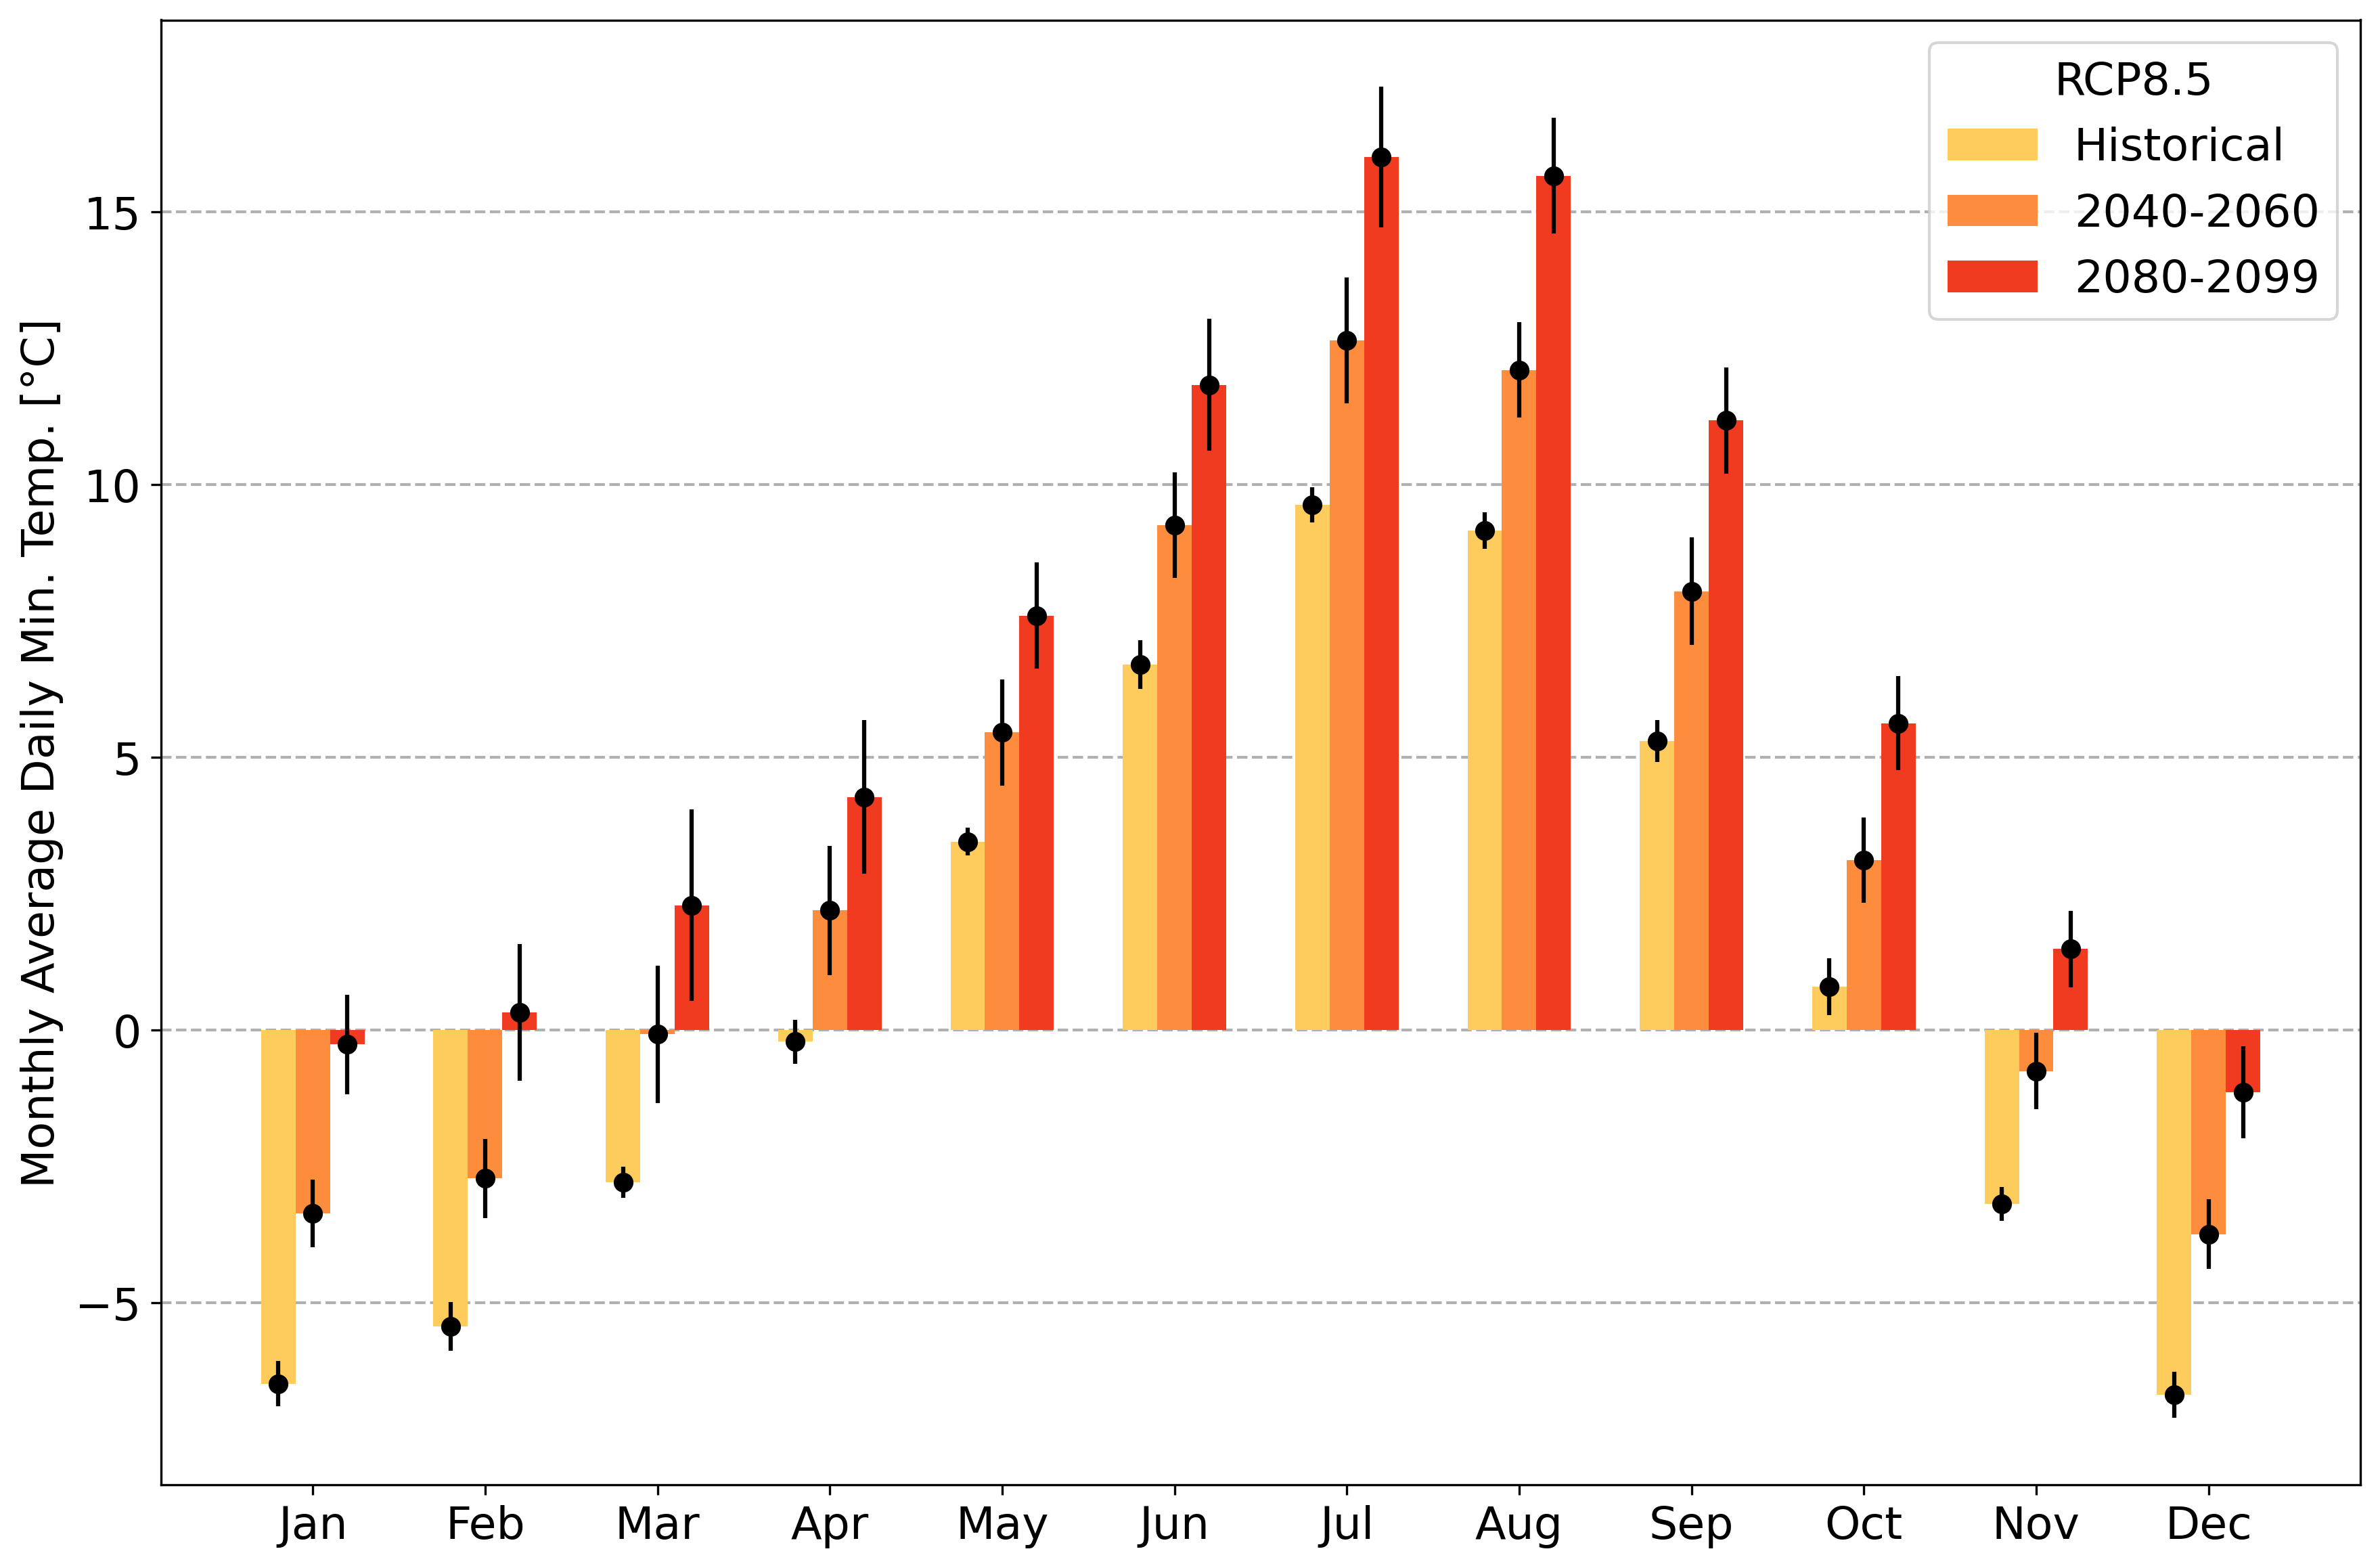 Monthly Average Daily Min. Temp. [°C]
15
10
5
0
−5
RCP8.5
Historical
2040-2060
2080-2099
Jan Feb Mar Apr May Jun Jul Aug Sep Oct Nov Dec